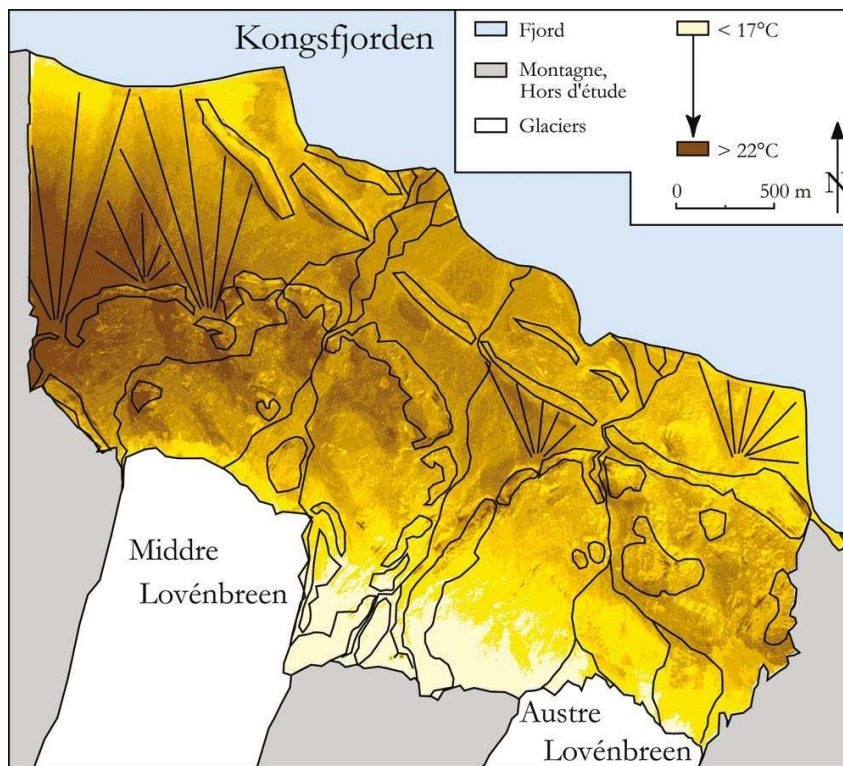 Kongsfjorden
Fjord
Montagne,
Hors d'étude
Glaciers
< 17°C
> 22°C
0 500 m
N
Middre
Lovénbreen
Austre
Lovénbreen